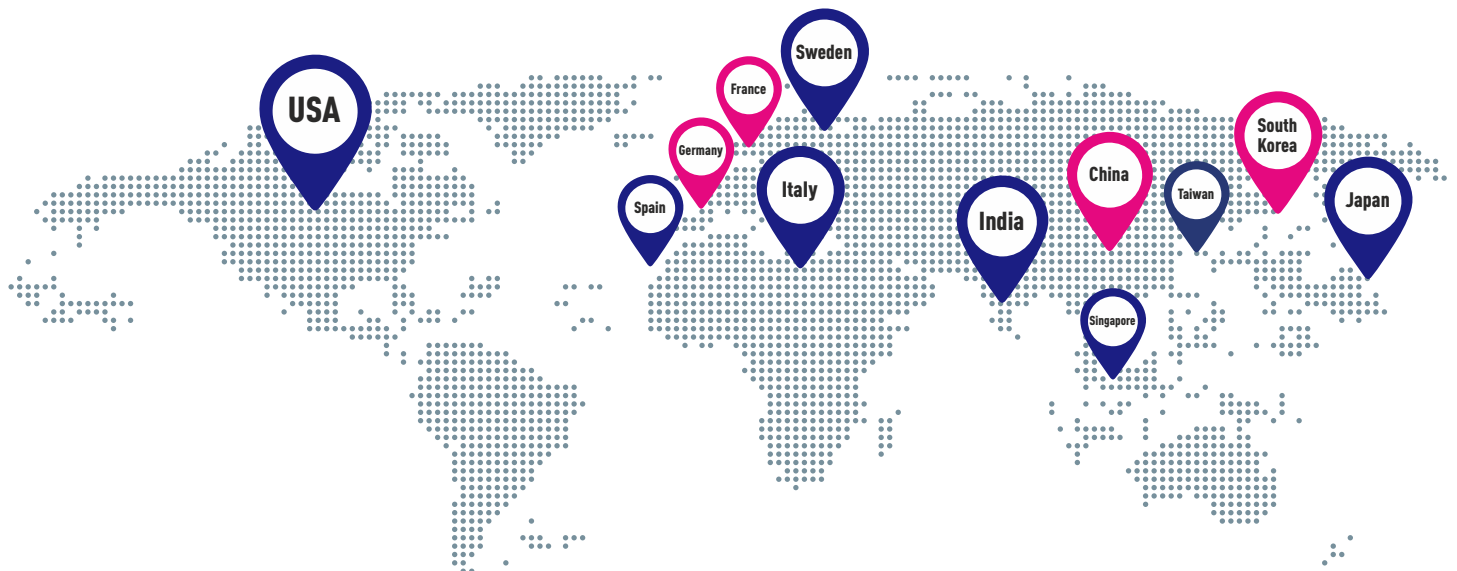 Sweden
France
USA
South
Korea
Germany
China
Italy
Taiwan
Japan
Spain
India
Singapore